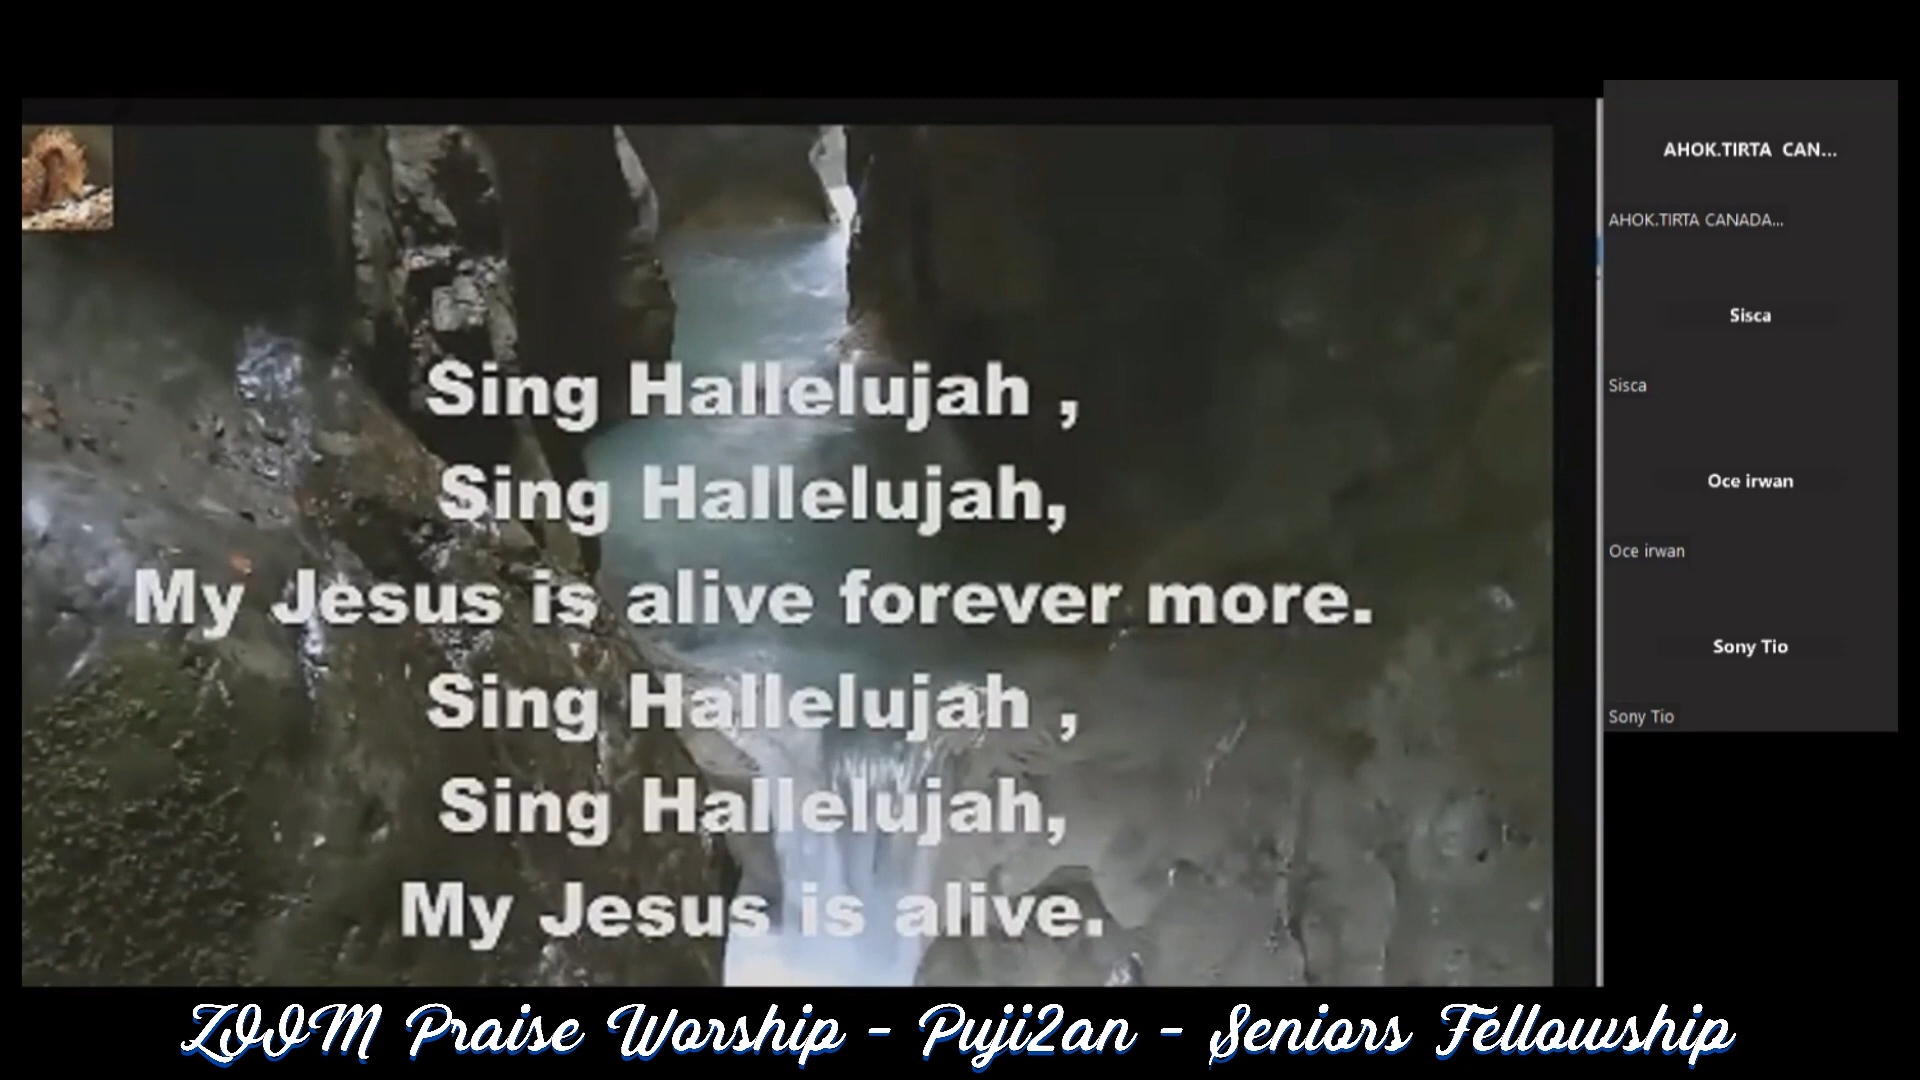 Sing Hallelujah ,
Sing Hallelujah,
My Jesus is alive forever more.
Sing Hallelujah ,
Sing Hallelujah,
My Jesus is alive.
AHOK.TIRTA CAN...
AHOK.TIRTA CANADA...
Sisca
Sisca
Oce irwan
Oce irwan
Sony Tio
Sony Tio
ZOOM Praise Worship - Puji2an - Seniors Fellowship